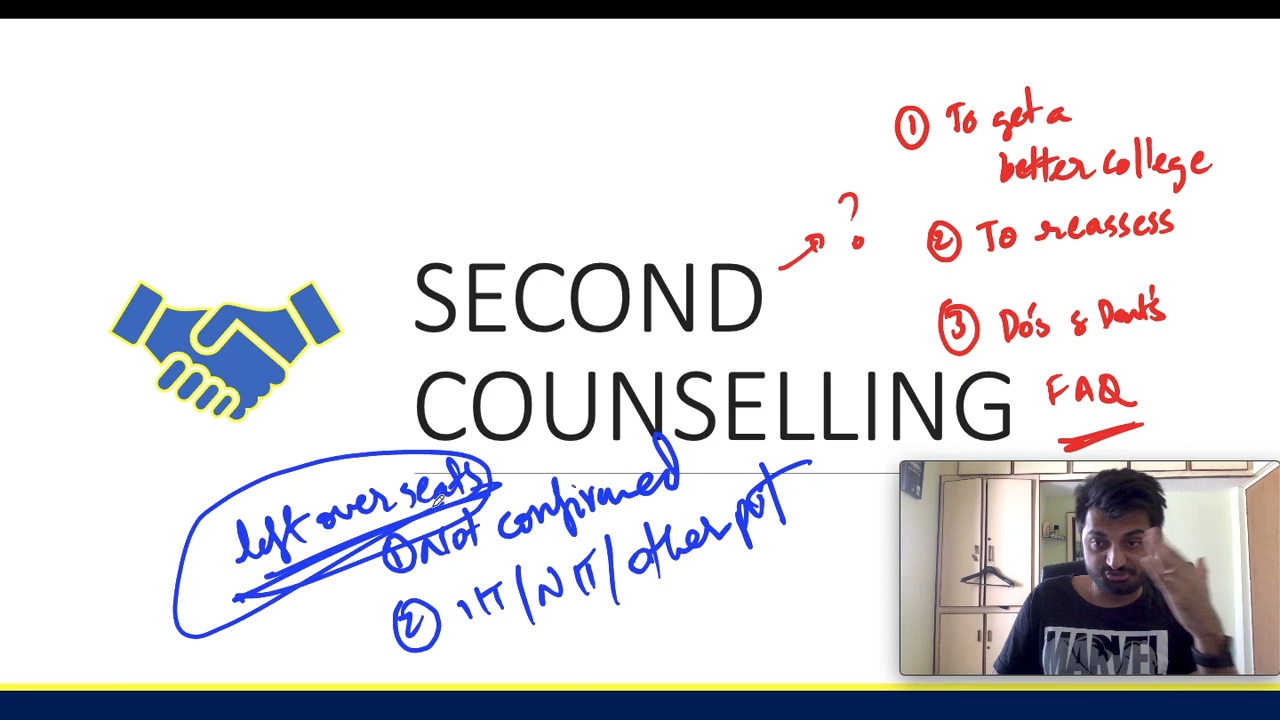 ① To get a
better college
② To reassess
?
SECOND
③ Do's & Dont's
COUNSELLING
FAQ
left over seats
① Not confirmed
② IIT/NIT/other pvt
MARVEL